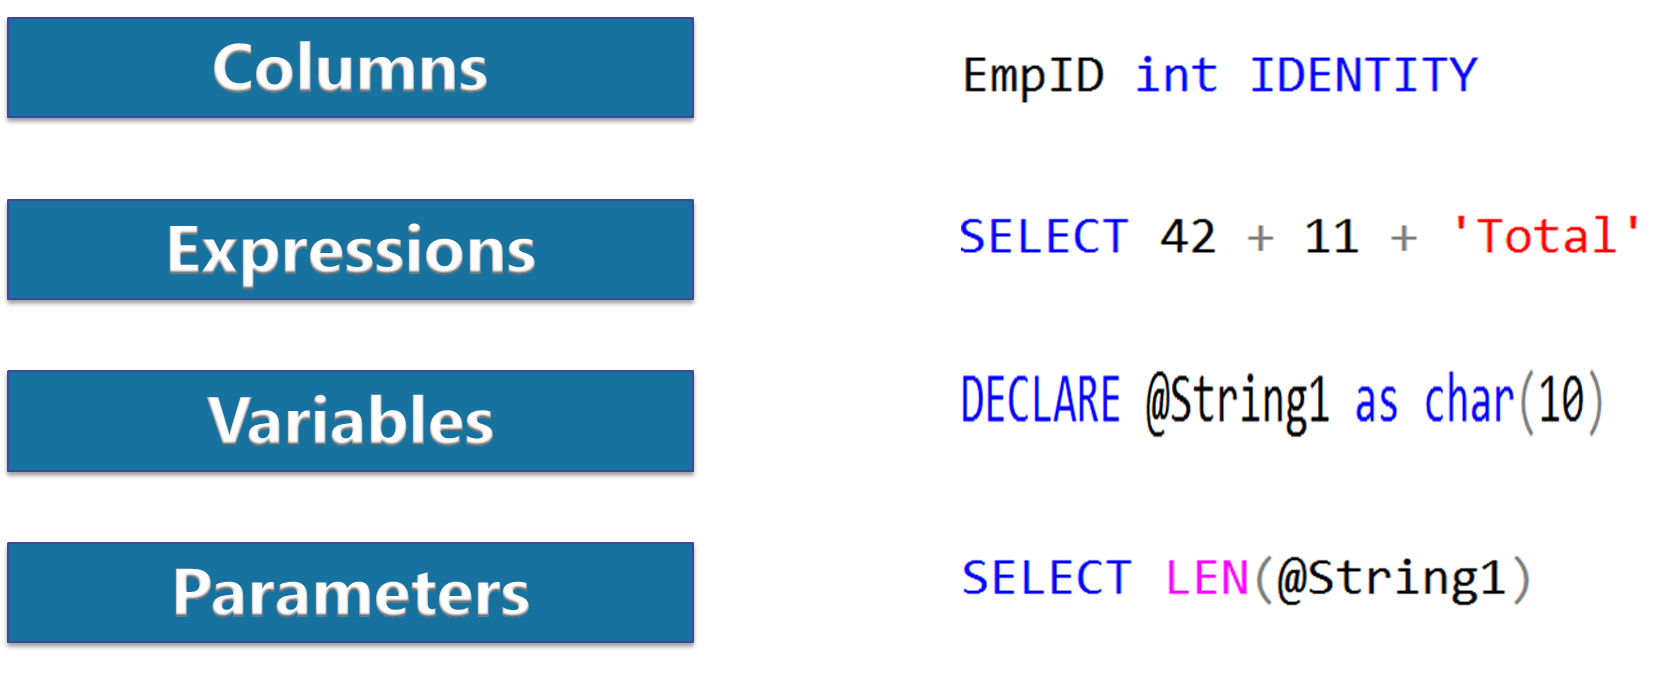 Columns
EmpID int IDENTITY
Expressions
SELECT 42 + 11 + 'Total'
Variables
DECLARE @String1 as char(10)
Parameters
SELECT LEN(@String1)